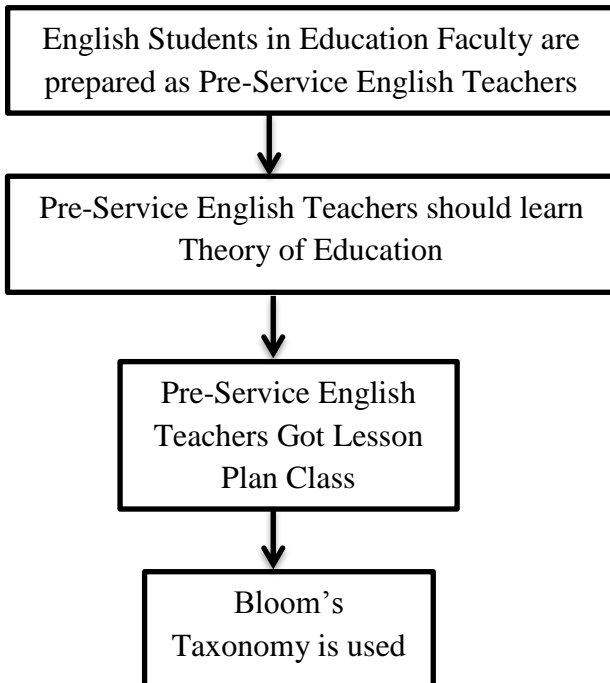 English Students in Education Faculty are
prepared as Pre-Service English Teachers
Pre-Service English Teachers should learn
Theory of Education
Pre-Service English
Teachers Got Lesson
Plan Class
Bloom’s
Taxonomy is used